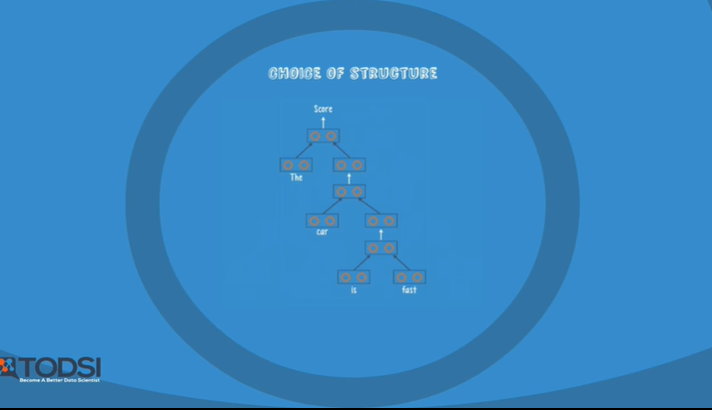 CHOICE OF STRUCTURE
Score
The
car
is
fast
TODSI
Become A Better Data Scientist